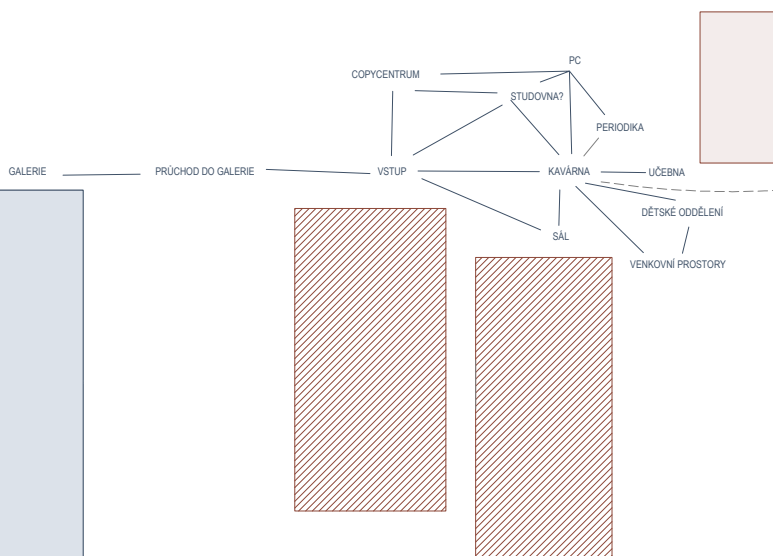 PC
COPYCENTRUM
STUDOVNA?
PERIODIKA
GALERIE
PRŮCHOD DO GALERIE
VSTUP
KAVÁRNA
UČEBNA
DĚTSKÉ ODDĚLENÍ
SÁL
VENKOVNÍ PROSTORY